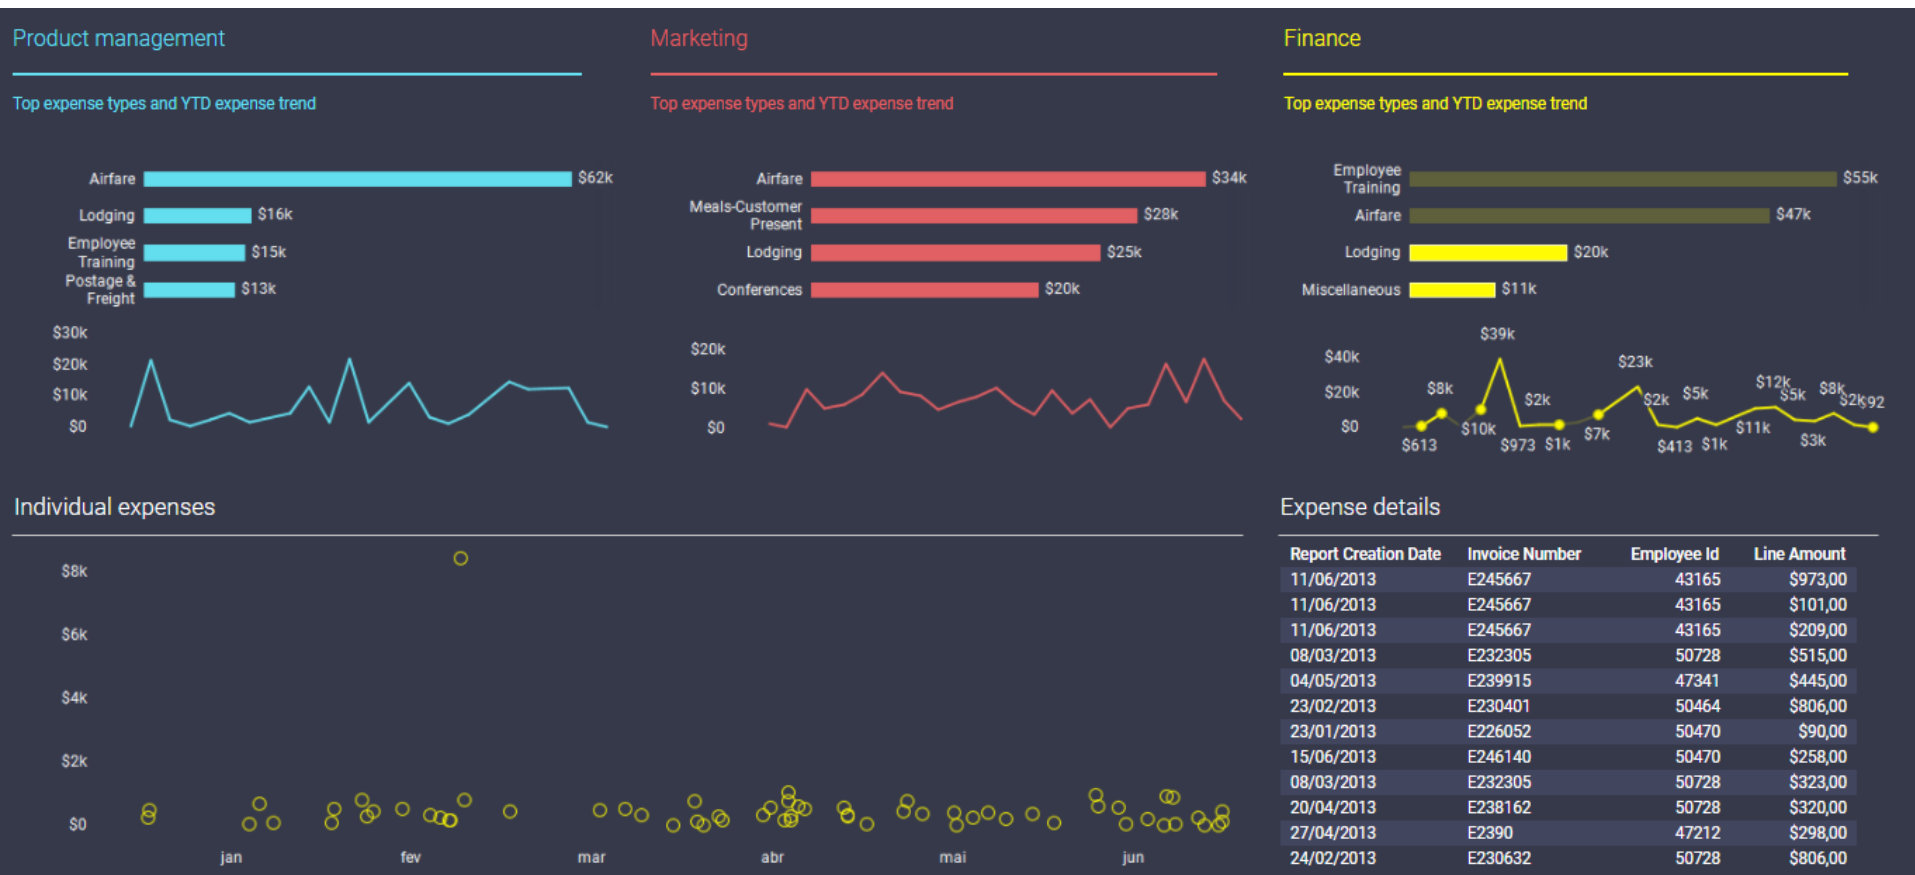 Product management
Top expense types and YTD expense trend
Airfare $62k
Lodging $16k
Employee
Training $15k
Postage &
Freight $13k
$30k
$20k
$10k
$0
Marketing
Top expense types and YTD expense trend
Airfare $34k
Meals-Customer
Present $28k
Lodging $25k
Conferences $20k
$20k
$10k
$0
Finance
Top expense types and YTD expense trend
Employee
Training $55k
Airfare $47k
Lodging $20k
Miscellaneous $11k
$40k
$20k
$0
$613
$8k
$10k
$39k
$973
$2k
$1k
$7k
$23k
$2k
$413
$5k
$1k
$11k
$12k
$5k
$3k
$8k
$2k
$92
Individual expenses
$8k
$6k
$4k
$2k
$0
jan fev mar abr mai jun
Expense details
Report Creation Date Invoice Number Employee Id Line Amount
11/06/2013 E245667 43165 $973,00
11/06/2013 E245667 43165 $101,00
11/06/2013 E245667 43165 $209,00
08/03/2013 E232305 50728 $515,00
04/05/2013 E239915 47341 $445,00
23/02/2013 E230401 50464 $806,00
23/01/2013 E226052 50470 $90,00
15/06/2013 E246140 50470 $258,00
08/03/2013 E232305 50728 $323,00
20/04/2013 E238162 50728 $320,00
27/04/2013 E2390 47212 $298,00
24/02/2013 E230632 50728 $806,00